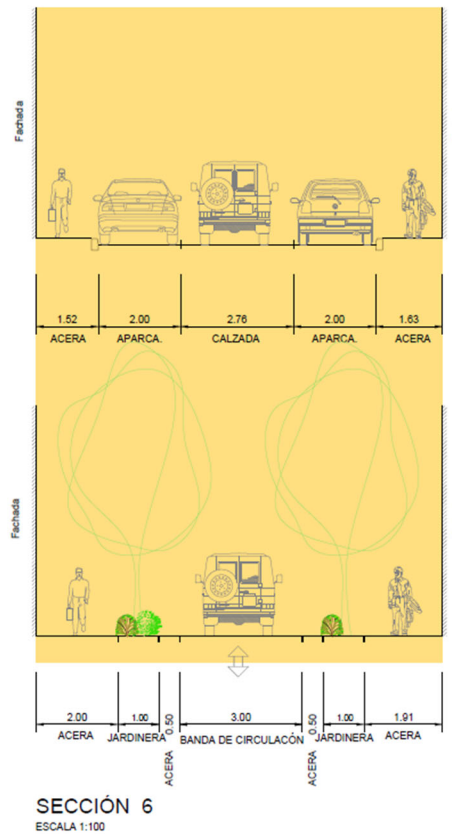 Fachada
1.52 2.00 2.76 2.00 1.63
ACERA APARCA. CALZADA APARCA. ACERA
Fachada
2.00 1.00 0.50 3.00 0.50 1.00 1.91
ACERA JARDINERA ACERA BANDA DE CIRCULACÓN ACERA JARDINERA ACERA
SECCIÓN 6
ESCALA 1:100